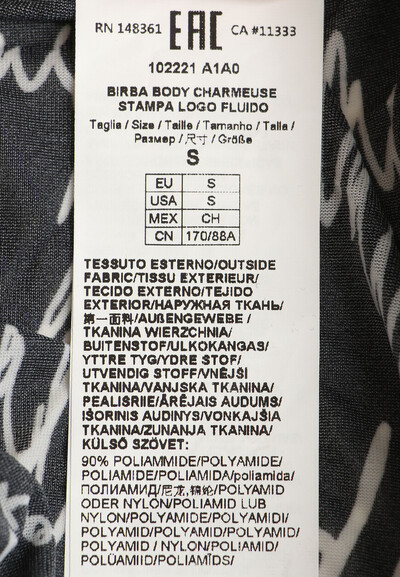 RN 148361 EAC CA #11333
102221 A1A0
BIRBA BODY CHARMEUSE
STAMPA LOGO FLUIDO
Taglia / Size / Taille / Tamanho / Talla /
Размер / 尺寸 / Größe
S
EU S
USA S
MEX CH
CN 170/88A
TESSUTO ESTERNO/OUTSIDE
FABRIC/TISSU EXTERIEUR/
TECIDO EXTERNO/TEJIDO
EXTERIOR/НАРУЖНАЯ ТКАНЬ/
第一面料/AUßENGEWEBE /
TKANINA WIERZCHNIA/
BUITENSTOF/ULKOKANGAS/
YTTRE TYG/YDRE STOF/
UTVENDIG STOFF/VNĚJŠÍ
TKANINA/VANJSKA TKANINA/
PEALISRIIE/ĀRĒJAIS AUDUMS/
IŠORINIS AUDINYS/VONKAJŠIA
TKANINA/ZUNANJA TKANINA/
KÜLSŐ SZÖVET:
90% POLIAMMIDE/POLYAMIDE/
POLIAMIDE/POLIAMIDA/poliamida/
ПОЛИАМИД/尼龙,锦纶/POLYAMID
ODER NYLON/POLIAMID LUB
NYLON/POLYAMIDE/POLYAMIDI/
POLYAMID/POLYAMID/POLYAMID/
POLYAMID / NYLON/POLIAMID/
POLÜAMIID/POLIAMĪDS/